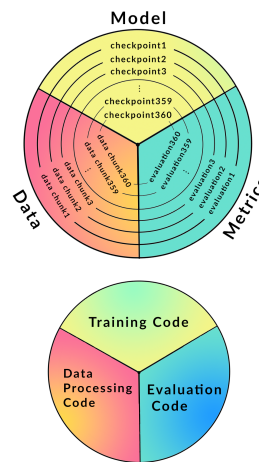 Model
checkpoint1
checkpoint2
checkpoint3
⋮
checkpoint359
checkpoint360
Data
data chunk1
data chunk2
data chunk3
...
data chunk359
data chunk360
Metrics
evaluation360
evaluation359
...
evaluation3
evaluation2
evaluation1
Training Code
Data
Processing
Code
Evaluation
Code